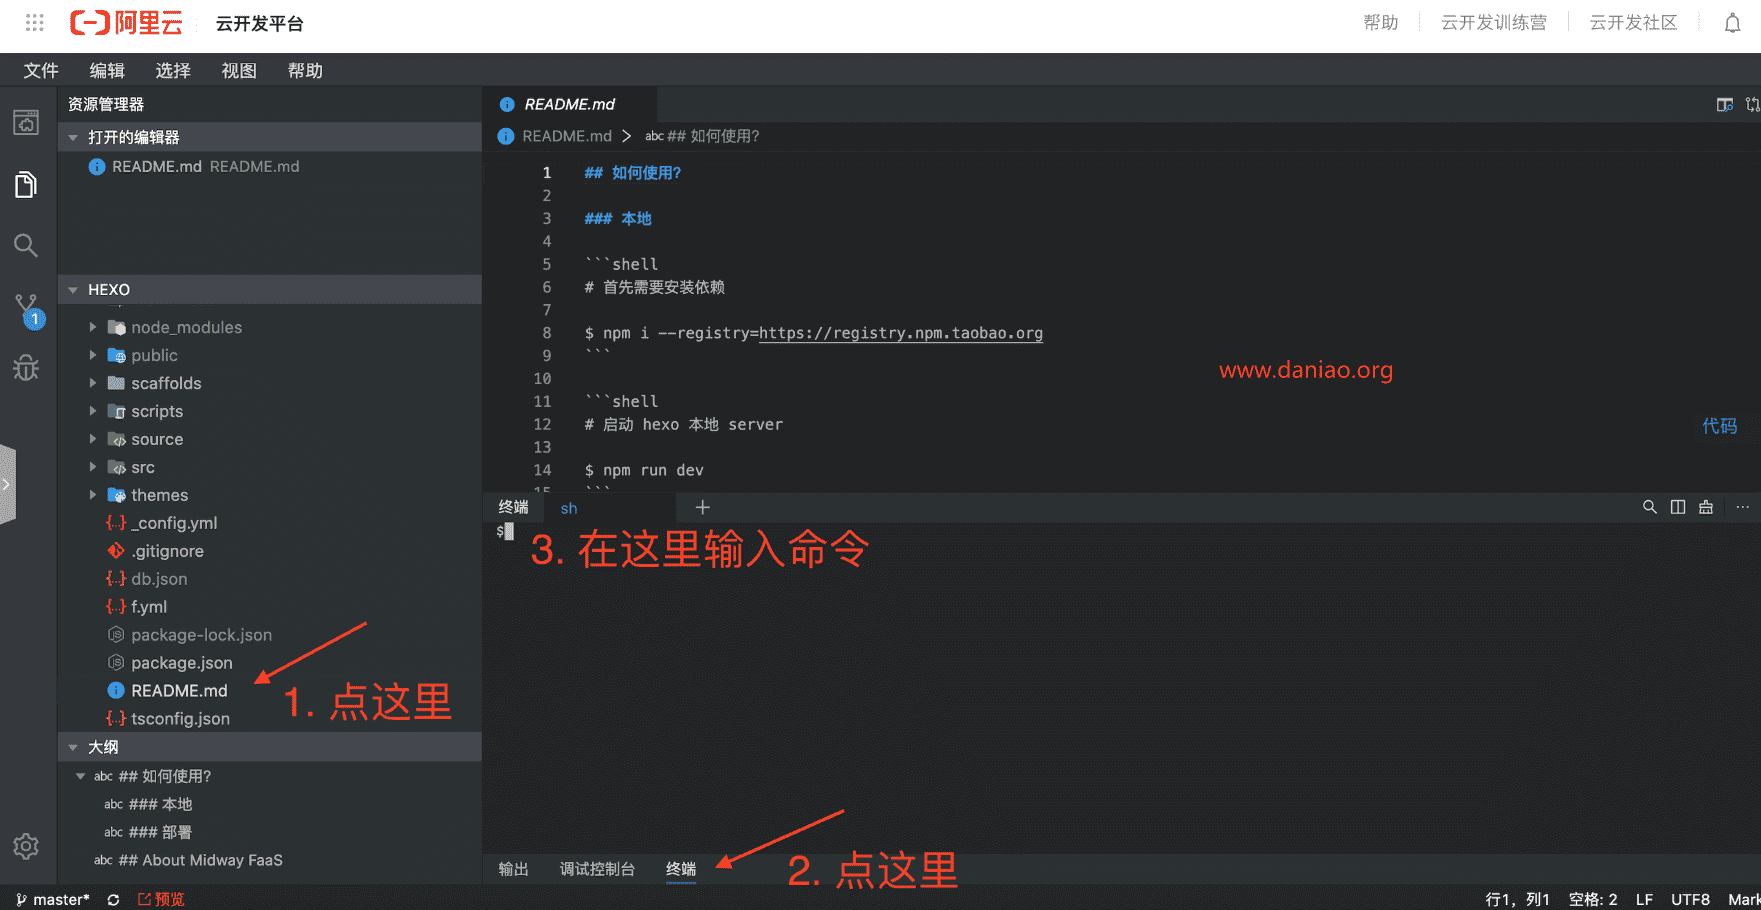 阿里云
云开发平台
帮助
云开发训练营
云开发社区
文件
编辑
选择
视图
帮助
资源管理器
打开的编辑器
README.md README.md
HEXO
node_modules
public
scaffolds
scripts
source
src
themes
_config.yml
.gitignore
db.json
f.yml
package-lock.json
package.json
README.md
tsconfig.json
1. 点这里
大纲
abc ## 如何使用?
abc ### 本地
abc ### 部署
abc ## About Midway FaaS
README.md
README.md > abc ## 如何使用?
1 ## 如何使用?
2
3 ### 本地
4
5 ```shell
6 # 首先需要安装依赖
7
8 $ npm i --registry=https://registry.npm.taobao.org
9 ```
10
11 ```shell
12 # 启动 hexo 本地 server
13
14 $ npm run dev
15 ```
www.daniao.org
代码
终端
sh
$
3. 在这里输入命令
输出
调试控制台
终端
2. 点这里
1
master*
预览
行1, 列1
空格: 2
LF
UTF8
Mark